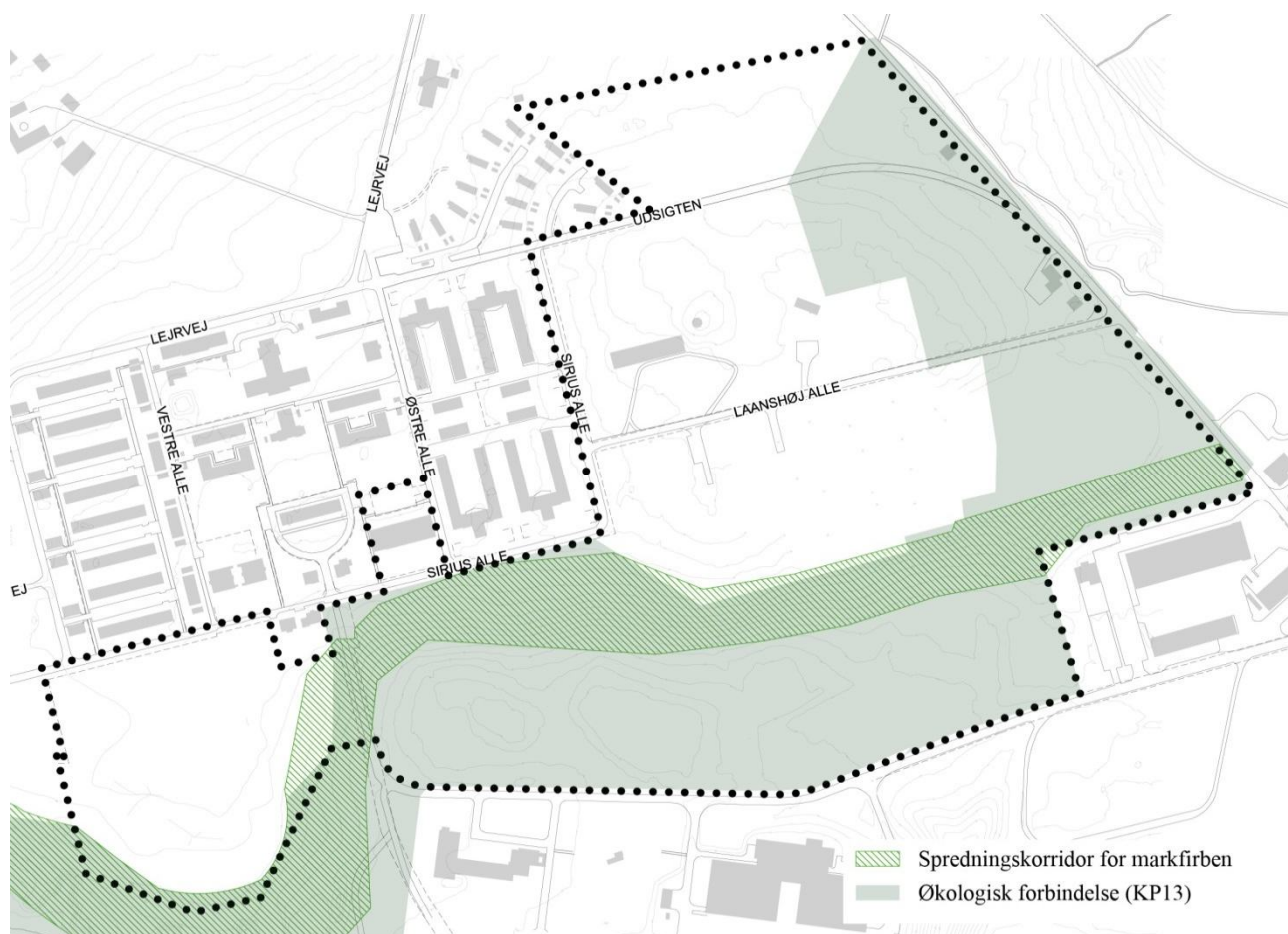 LEJRVEJ
UDSIGTEN
LEJRVEJ
SIRIUS ALLE
LAANSHØJ ALLE
VESTRE ALLE
ØSTRE ALLE
SIRIUS ALLE
EJ
Spredningskorridor for markfirben
Økologisk forbindelse (KP13)